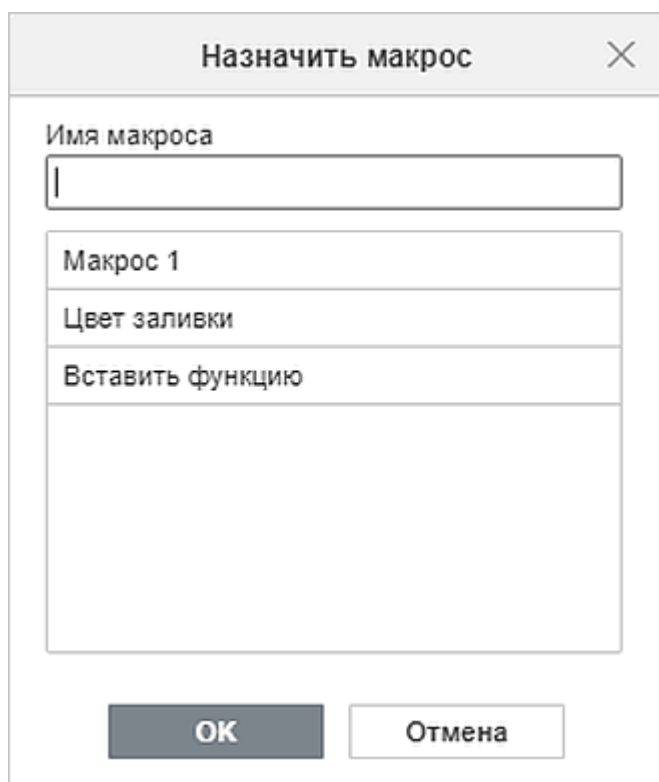 Назначить макрос
Имя макроса
Макрос 1
Цвет заливки
Вставить функцию
OK Отмена